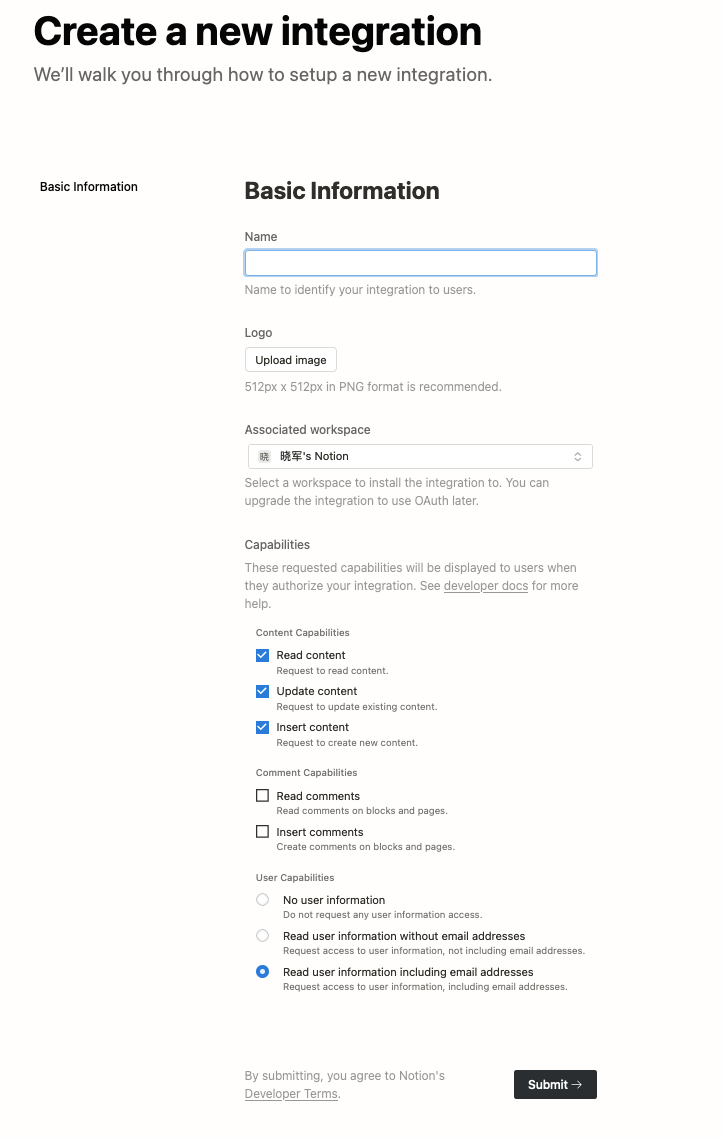 Create a new integration
We'll walk you through how to setup a new integration.
Basic Information
Basic Information
Name
Name to identify your integration to users.
Logo
Upload image
512px x 512px in PNG format is recommended.
Associated workspace
晓 晓军's Notion
Select a workspace to install the integration to. You can
upgrade the integration to use OAuth later.
Capabilities
These requested capabilities will be displayed to users when
they authorize your integration. See developer docs for more
help.
Content Capabilities
Read content
Request to read content.
Update content
Request to update existing content.
Insert content
Request to create new content.
Comment Capabilities
Read comments
Read comments on blocks and pages.
Insert comments
Create comments on blocks and pages.
User Capabilities
No user information
Do not request any user information access.
Read user information without email addresses
Request access to user information, not including email addresses.
Read user information including email addresses
Request access to user information, including email addresses.
By submitting, you agree to Notion's
Developer Terms.
Submit →